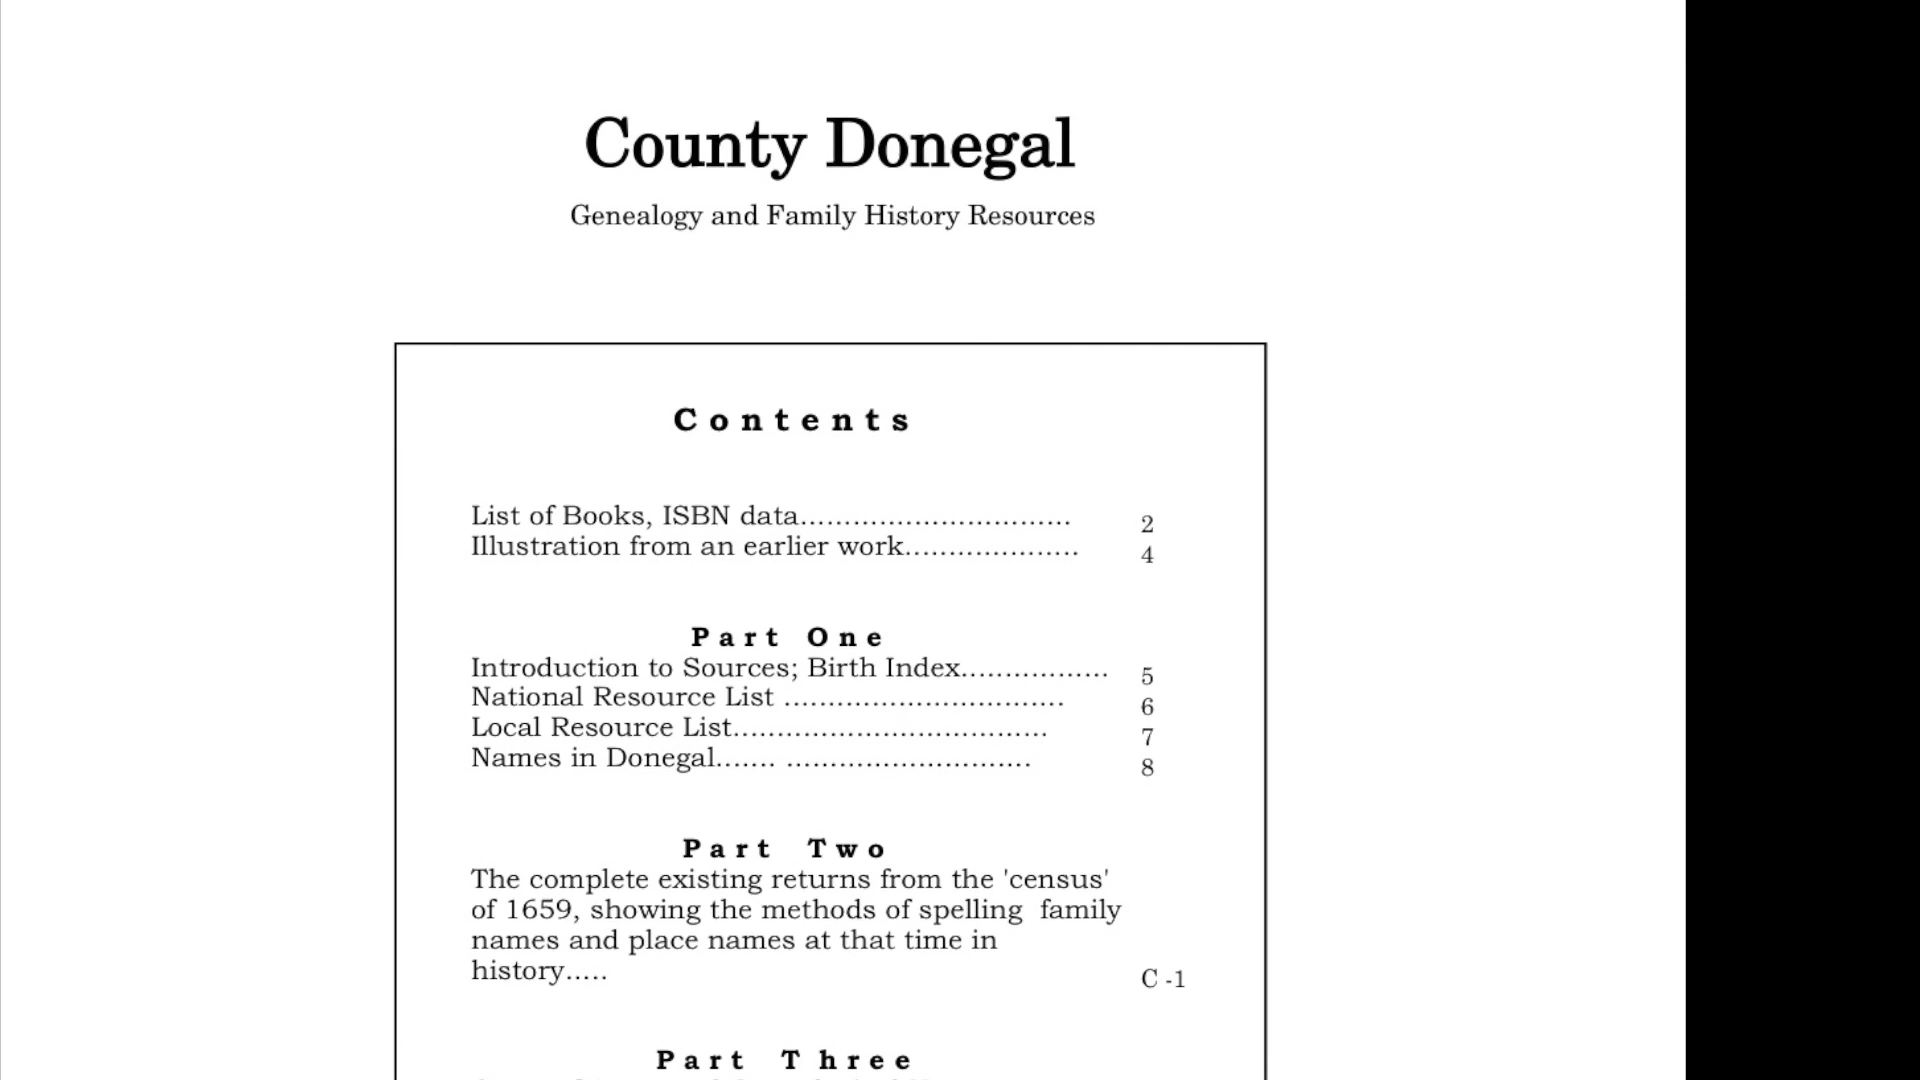 County Donegal
Genealogy and Family History Resources
Contents
List of Books, ISBN data..................................... 2
Illustration from an earlier work........................ 4
Part One
Introduction to Sources; Birth Index.................... 5
National Resource List ...................................... 6
Local Resource List........................................... 7
Names in Donegal....... ................................. 8
Part Two
The complete existing returns from the 'census'
of 1659, showing the methods of spelling family
names and place names at that time in
history..... C -1
Part Three